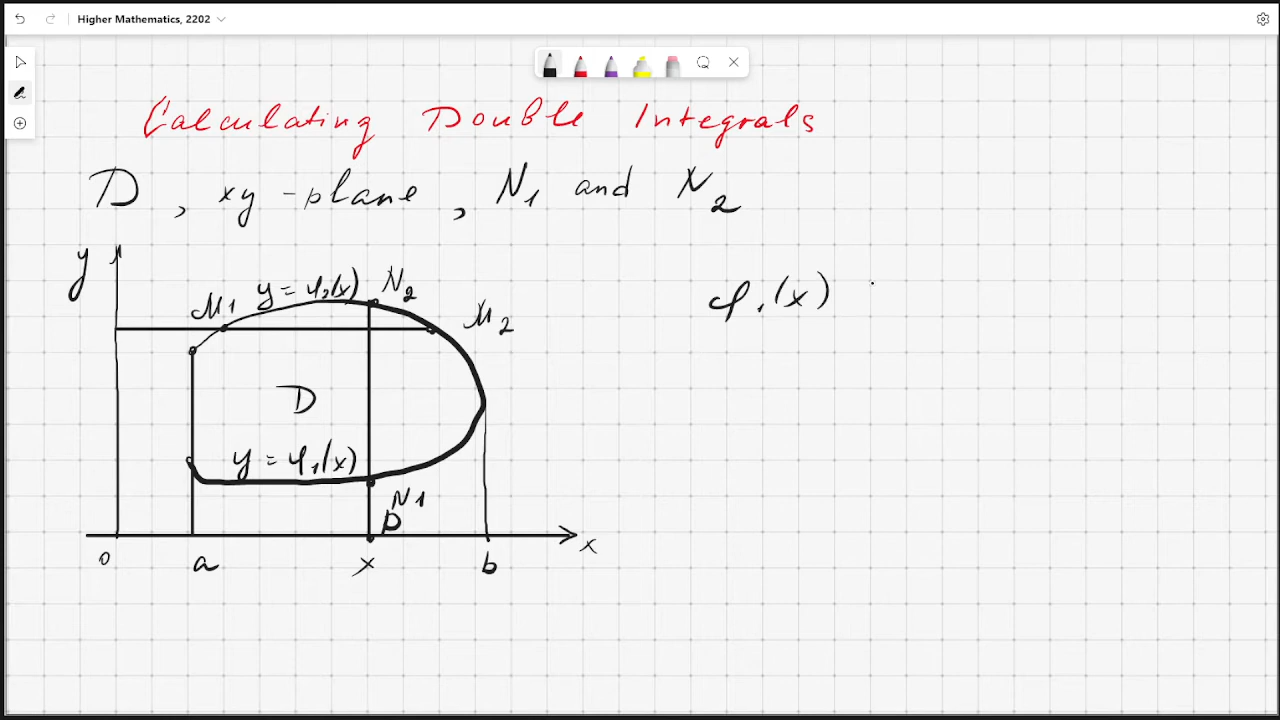 Higher Mathematics, 2202
Calculating Double Integrals
D, xy-plane, N1 and N2
y
M1 y = φ2(x) N2
M2
φ1(x)
D
y = φ1(x)
N1
P
0 a x b x